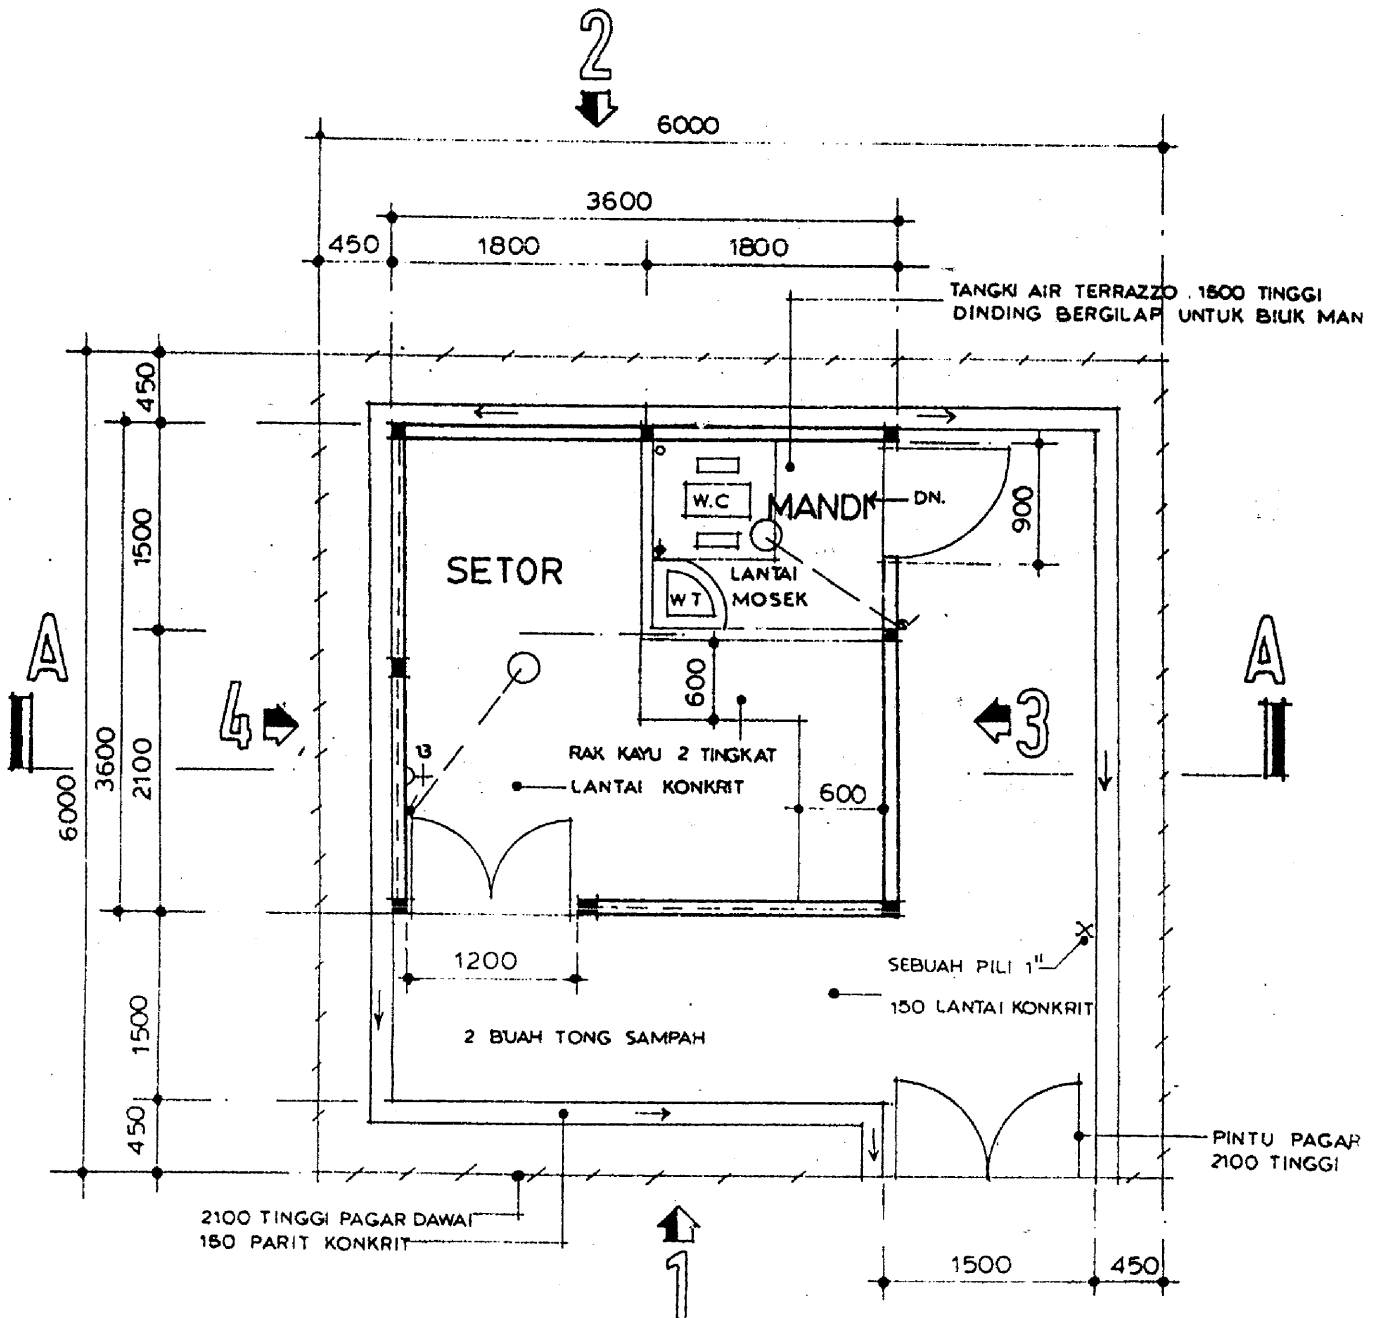 2
6000
3600
450 1800 1800
TANGKI AIR TERRAZZO . 1500 TINGGI
DINDING BERGILAP UNTUK BILIK MAN
450
1500
2100
1500
450
3600
6000
W.C
MANDI
DN.
900
SETOR
LANTAI
MOSEK
WT
S
A
A
4
3
600
13
RAK KAYU 2 TINGKAT
LANTAI KONKRIT
600
1200
SEBUAH PILI 1"
150 LANTAI KONKRIT
2 BUAH TONG SAMPAH
PINTU PAGAR
2100 TINGGI
2100 TINGGI PAGAR DAWAI
150 PARIT KONKRIT
1
1500 450